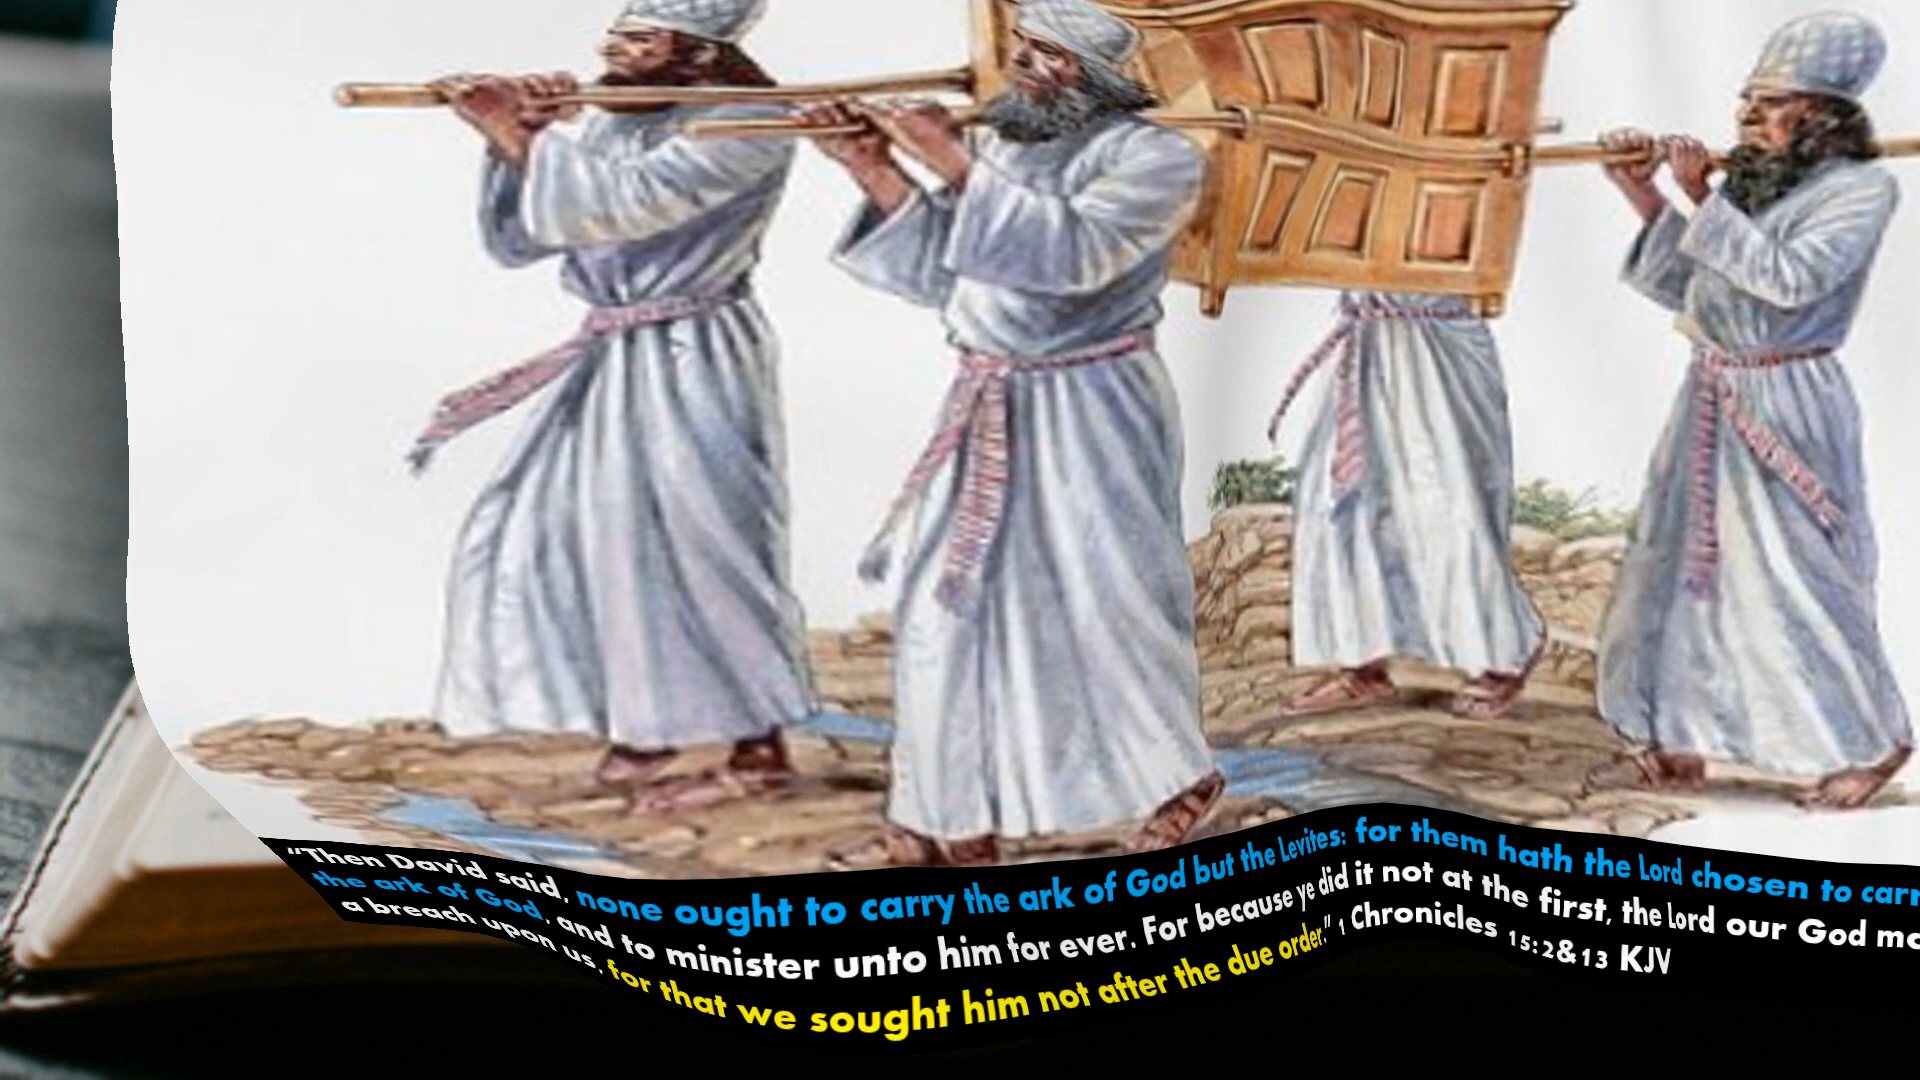 “Then David said, none ought to carry the ark of God but the Levites: for them hath the Lord chosen to carr
the ark of God, and to minister unto him for ever. For because ye did it not at the first, the Lord our God
a breach upon us, for that we sought him not after the due order.” 1 Chronicles 15:2&13 KJV